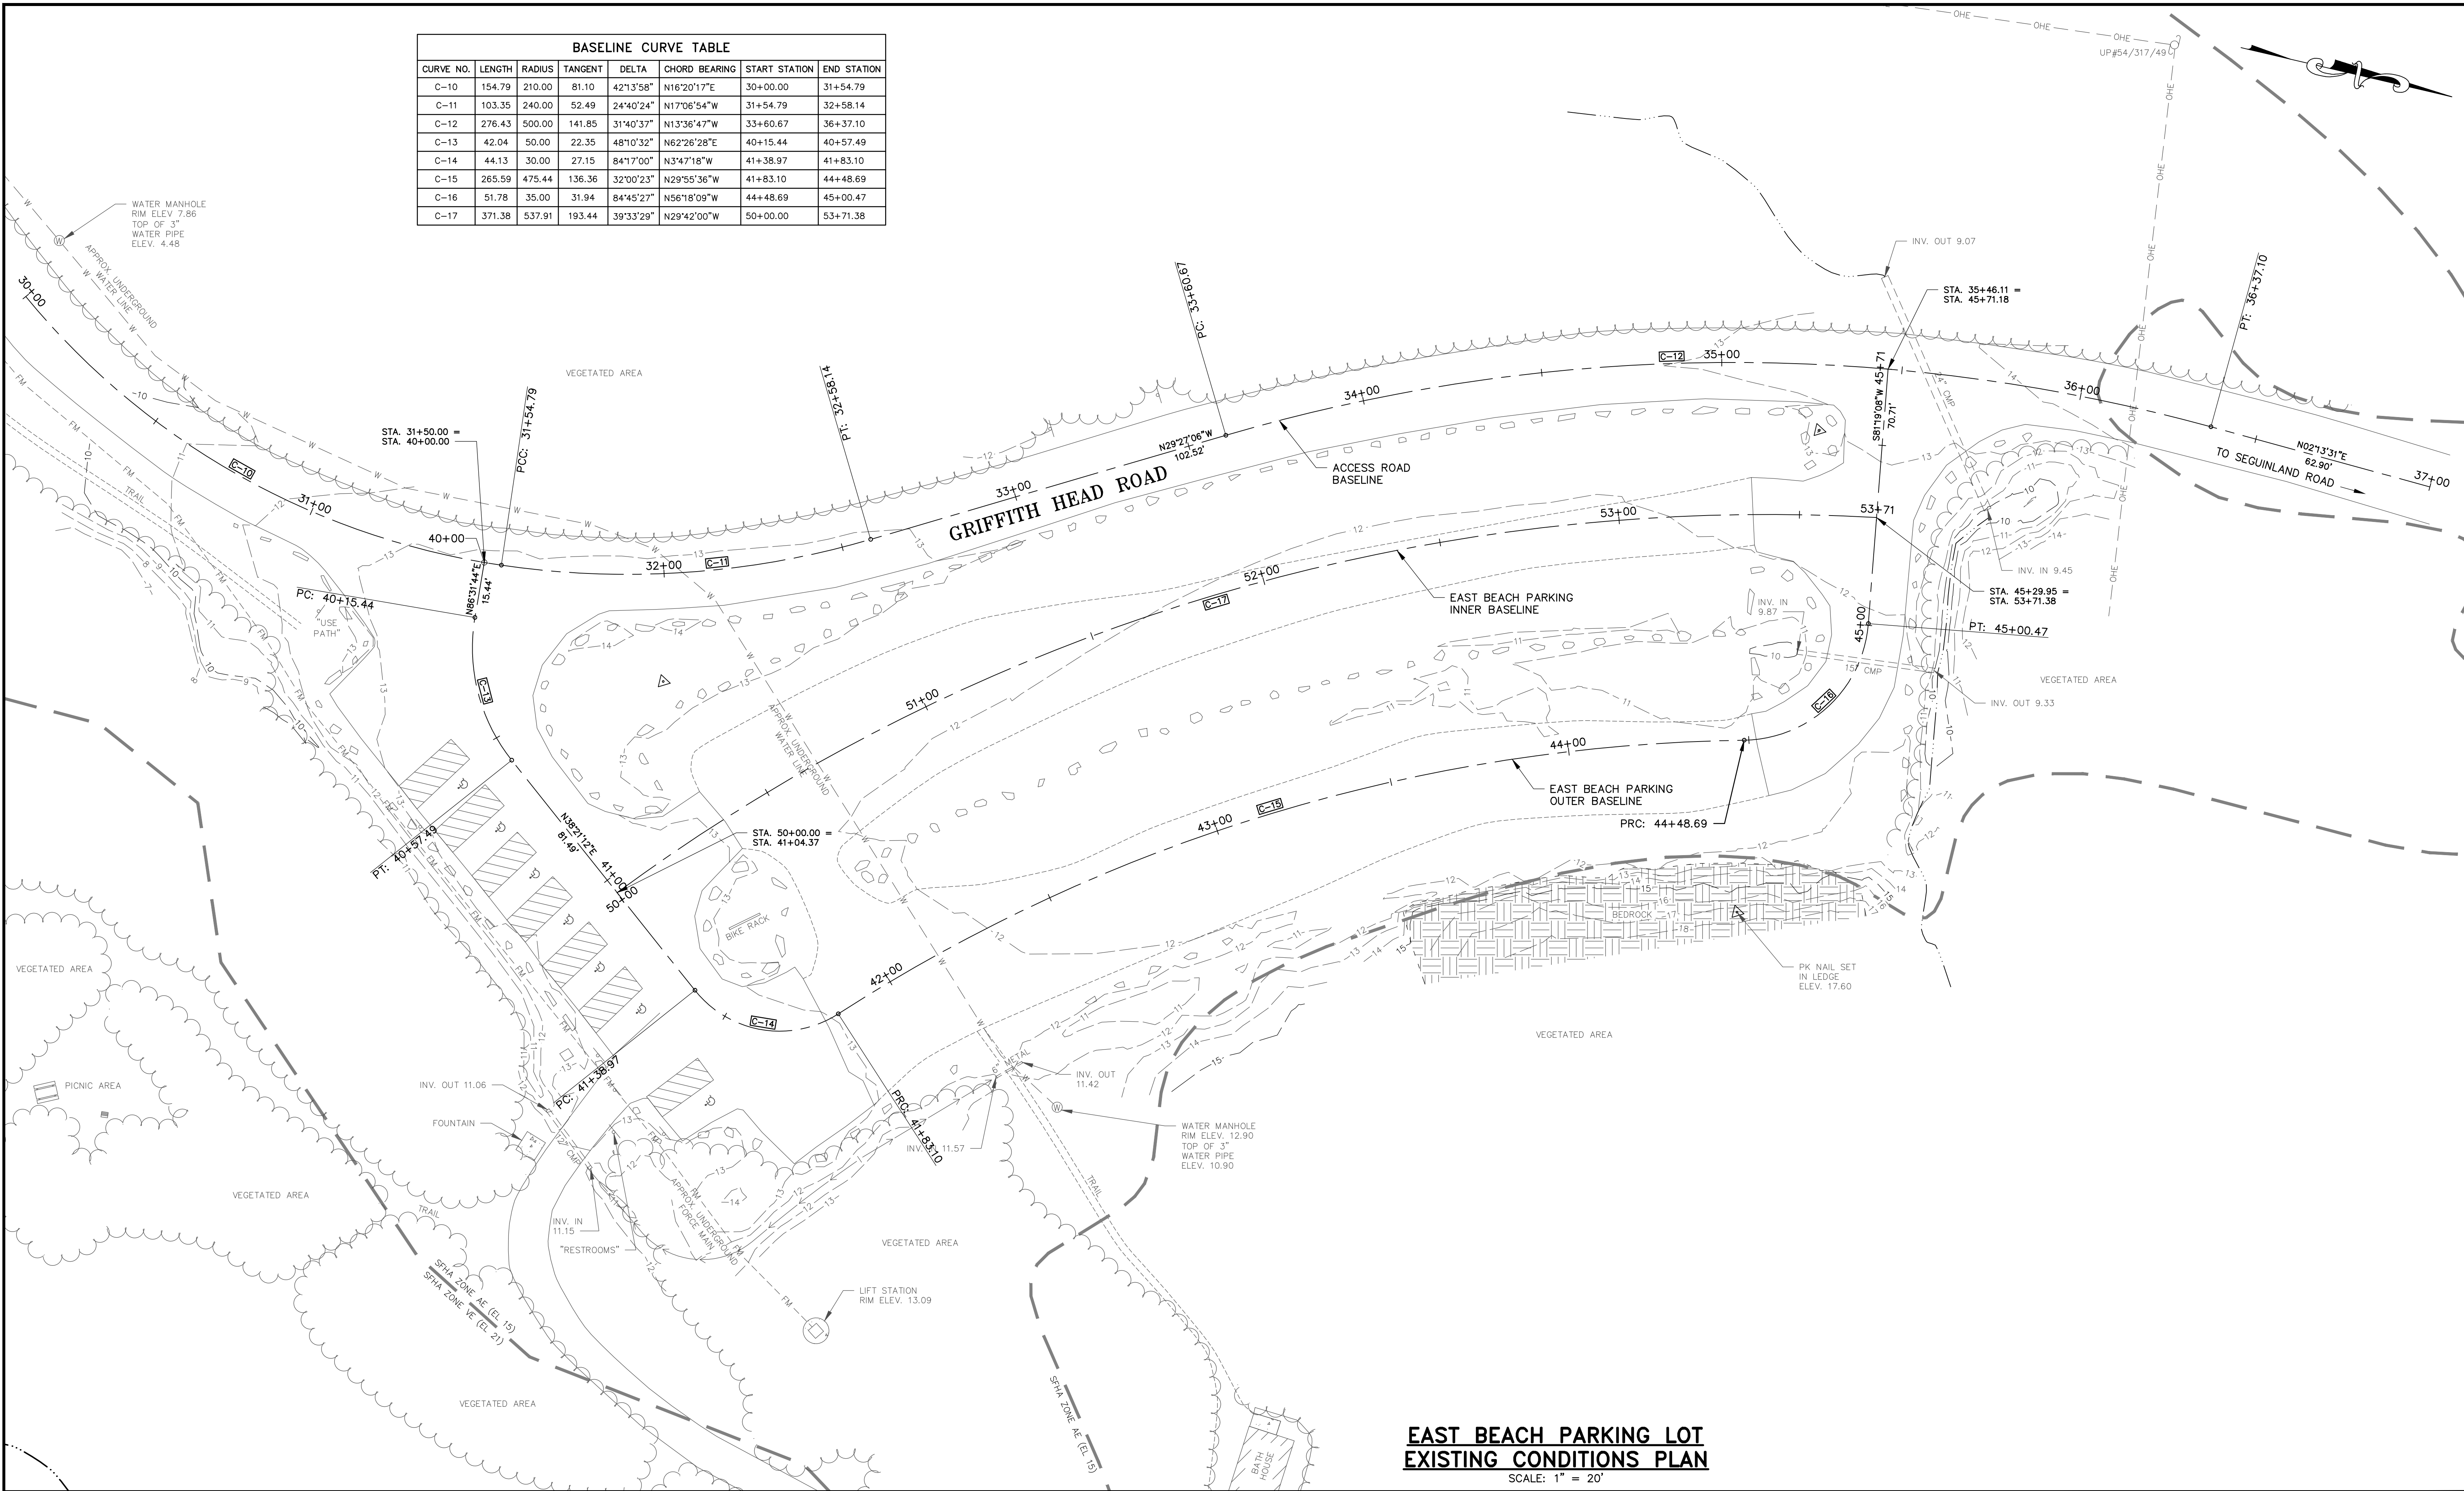 BASELINE CURVE TABLE
CURVE NO. LENGTH RADIUS TANGENT DELTA CHORD BEARING START STATION END STATION
C-10 154.79 210.00 81.10 42°13'58" N16°20'17"E 30+00.00 31+54.79
C-11 103.35 240.00 52.49 24°40'24" N17°06'54"W 31+54.79 32+58.14
C-12 276.43 500.00 141.85 31°40'37" N13°36'47"W 33+60.67 36+37.10
C-13 42.04 50.00 22.35 48°10'32" N62°26'28"E 40+15.44 40+57.49
C-14 44.13 30.00 27.15 84°17'00" N3°47'18"W 41+38.97 41+83.10
C-15 265.59 475.44 136.36 32°00'23" N29°55'36"W 41+83.10 44+48.69
C-16 51.78 35.00 31.94 84°45'27" N56°18'09"W 44+48.69 45+00.47
C-17 371.38 537.91 193.44 39°33'29" N29°42'00"W 50+00.00 53+71.38
OHE
UP#54/317/49
WATER MANHOLE
RIM ELEV 7.86
TOP OF 3"
WATER PIPE
ELEV. 4.48
APPROX. UNDERGROUND
WATER LINE
30+00
VEGETATED AREA
C-10
31+00
STA. 31+50.00 =
STA. 40+00.00
PCC: 31+54.79
40+00
N86°31'44"E
15.44'
PC: 40+15.44
32+00
C-11
PT: 32+58.14
33+00
GRIFFITH HEAD ROAD
N29°27'06"W
102.52'
PC: 33+60.67
34+00
ACCESS ROAD
BASELINE
C-12
35+00
INV. OUT 9.07
STA. 35+46.11 =
STA. 45+71.18
24" CMP
S81°19'08"W 45+71
70.71'
36+00
PT: 36+37.10
N02°13'31"E
62.90'
37+00
TO SEGUINLAND ROAD
INV. IN 9.45
STA. 45+29.95 =
STA. 53+71.38
53+71
53+00
52+00
C-17
51+00
EAST BEACH PARKING
INNER BASELINE
INV. IN
9.87
15" CMP
45+00
PT: 45+00.47
VEGETATED AREA
INV. OUT 9.33
C-16
PRC: 44+48.69
44+00
EAST BEACH PARKING
OUTER BASELINE
C-15
43+00
42+00
APPROX. UNDERGROUND
WATER LINE
TRAIL
"USE
PATH"
C-13
PT: 40+57.49
N38°21'12"E
81.49'
41+00
50+00
STA. 50+00.00 =
STA. 41+04.37
BIKE RACK
C-14
PC: 41+38.97
PRC: 41+83.10
BEDROCK
PK NAIL SET
IN LEDGE
ELEV. 17.60
VEGETATED AREA
6" METAL
INV. OUT
11.42
WATER MANHOLE
RIM ELEV. 12.90
TOP OF 3"
WATER PIPE
ELEV. 10.90
TRAIL
VEGETATED AREA
PICNIC AREA
INV. OUT 11.06
FOUNTAIN
12" CMP
INV. IN
11.15
"RESTROOMS"
APPROX. UNDERGROUND
FORCE MAIN
LIFT STATION
RIM ELEV. 13.09
VEGETATED AREA
VEGETATED AREA
TRAIL
SFHA ZONE AE (EL 15)
SFHA ZONE VE (EL 21)
VEGETATED AREA
SFHA ZONE AE (EL 15)
BATH
HOUSE
EAST BEACH PARKING LOT
EXISTING CONDITIONS PLAN
SCALE: 1" = 20'